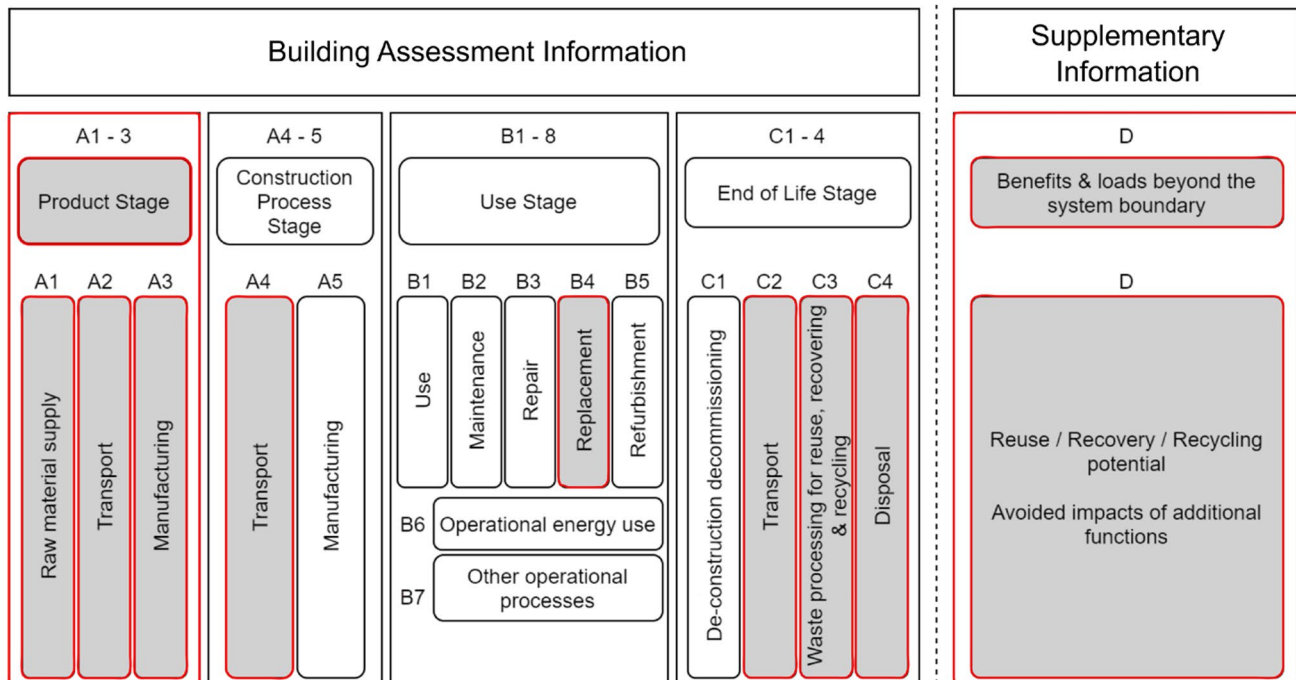 Building Assessment Information
Supplementary
Information
A1 - 3
Product Stage
A1
A2
A3
Raw material supply
Transport
Manufacturing
A4 - 5
Construction
Process
Stage
A4
A5
Transport
Manufacturing
B1 - 8
Use Stage
B1
B2
B3
B4
B5
Use
Maintenance
Repair
Replacement
Refurbishment
B6
Operational energy use
B7
Other operational
processes
C1 - 4
End of Life Stage
C1
C2
C3
C4
De-construction decommissioning
Transport
Waste processing for reuse, recovering
& recycling
Disposal
D
Benefits & loads beyond the
system boundary
D
Reuse / Recovery / Recycling
potential
Avoided impacts of additional
functions